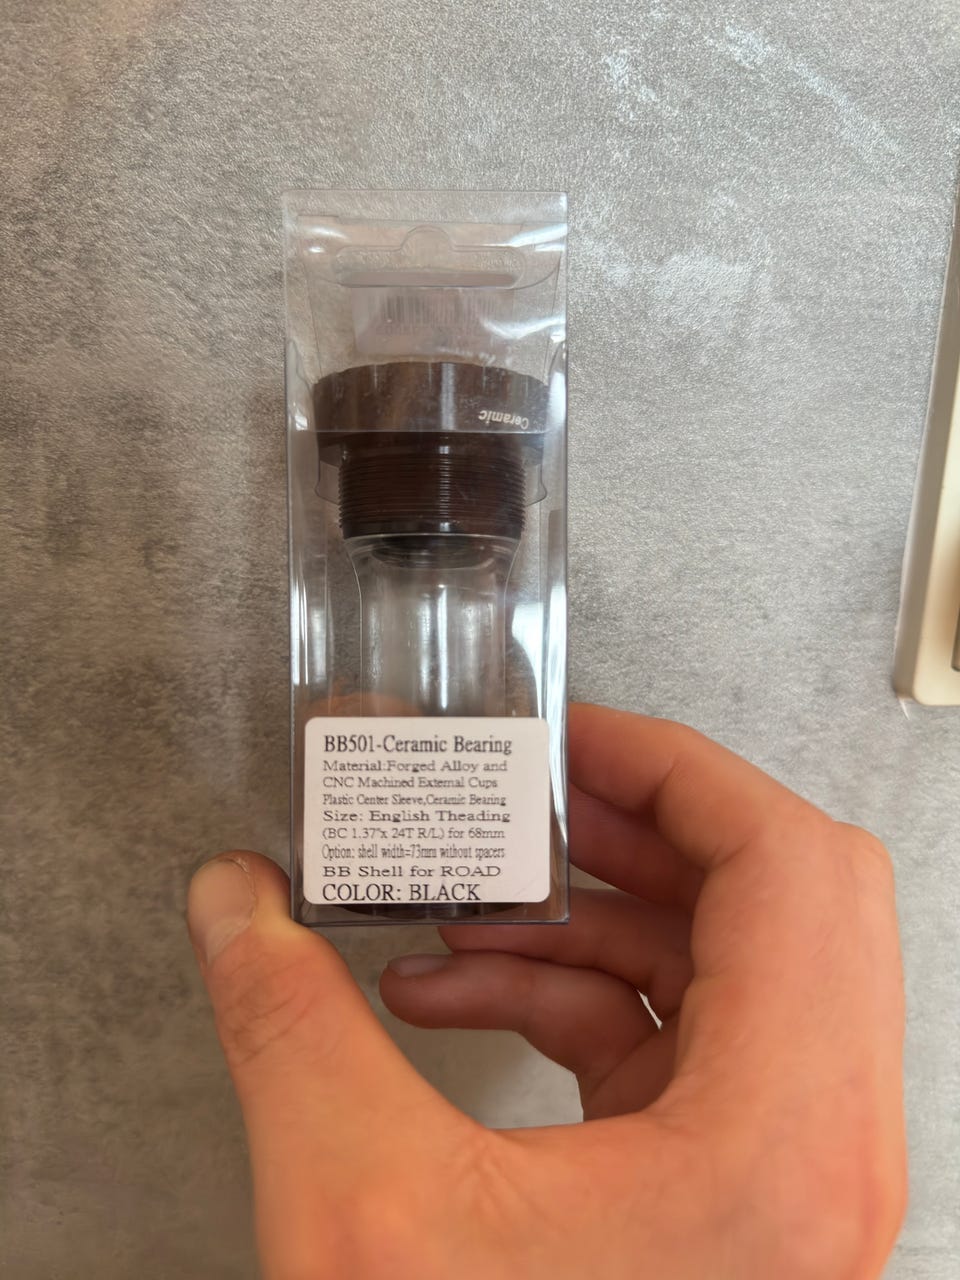 Ceramic
BB501-Ceramic Bearing
Material:Forged Alloy and
CNC Machined External Cups
Plastic Center Sleeve,Ceramic Bearing
Size: English Theading
(BC 1.37"x 24T R/L) for 68mm
Option: shell width=73mm without spacers
BB Shell for ROAD
COLOR: BLACK